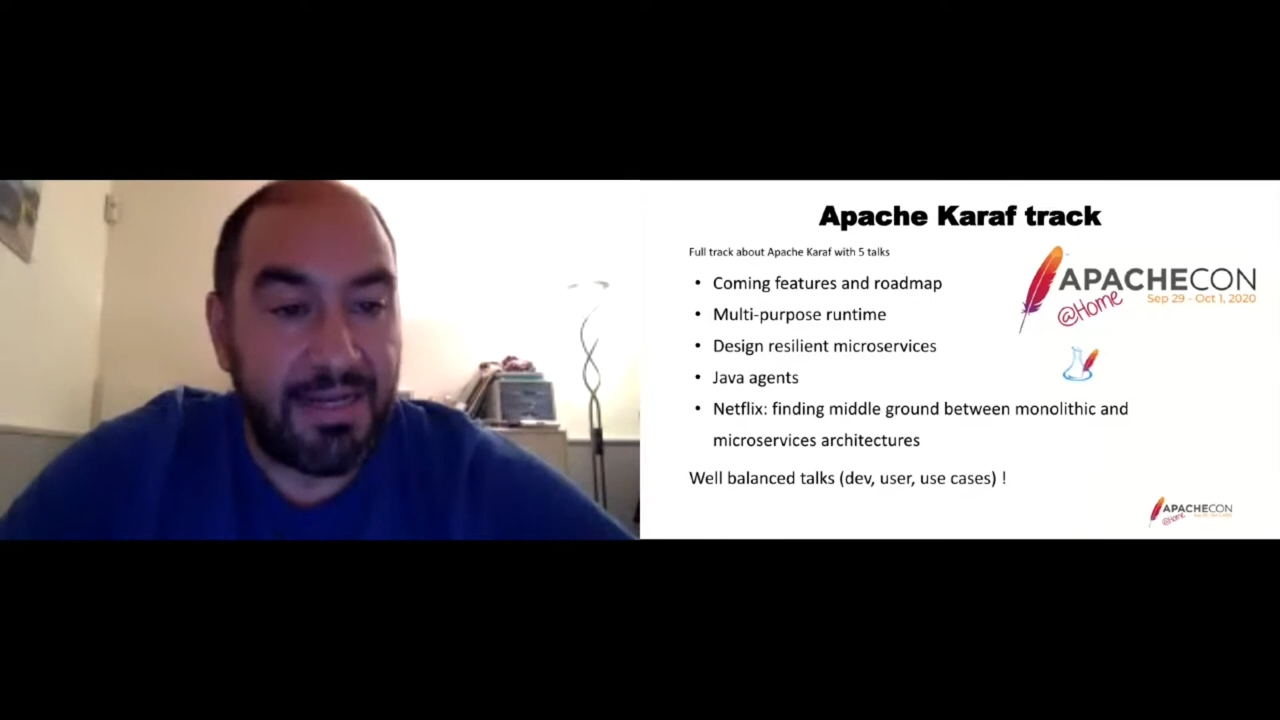 Apache Karaf track
Full track about Apache Karaf with 5 talks
• Coming features and roadmap
• Multi-purpose runtime
• Design resilient microservices
• Java agents
• Netflix: finding middle ground between monolithic and
microservices architectures
Well balanced talks (dev, user, use cases) !
APACHECON
@Home
Sep 29 - Oct 1, 2020
APACHECON
@Home